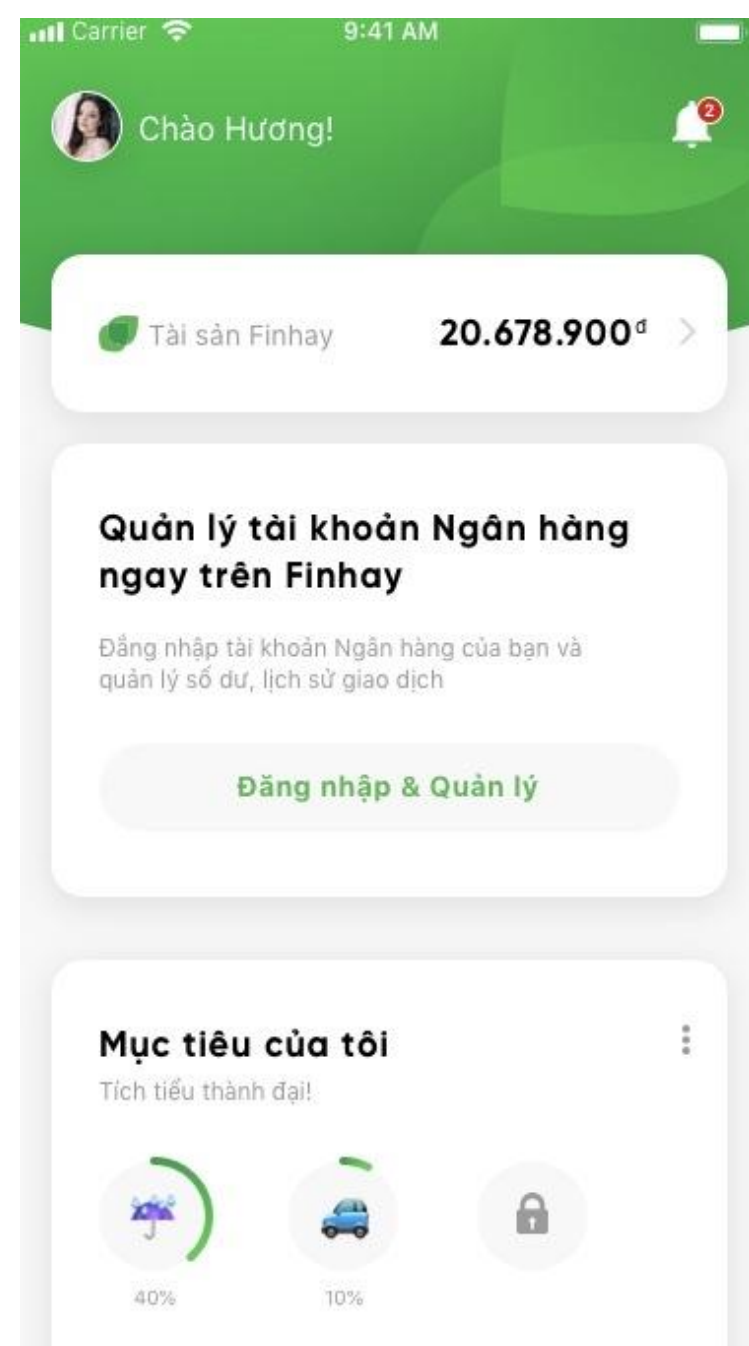 Carrier 9:41 AM
Chào Hương!
2
Tài sản Finhay 20.678.900đ
Quản lý tài khoản Ngân hàng
ngay trên Finhay
Đăng nhập tài khoản Ngân hàng của bạn và
quản lý số dư, lịch sử giao dịch
Đăng nhập & Quản lý
Mục tiêu của tôi
Tích tiểu thành đại!
40% 10%